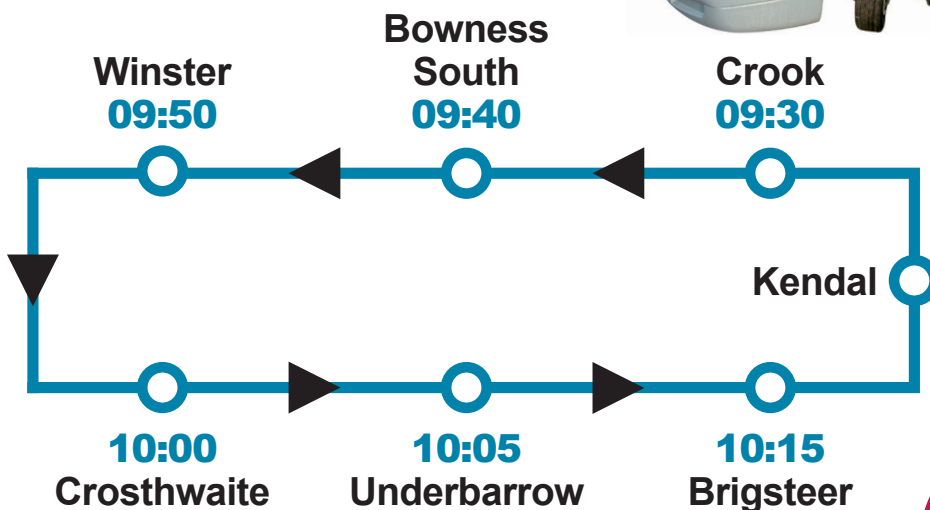 Winster
09:50
Bowness
South
09:40
Crook
09:30
Kendal
10:00
Crosthwaite
10:05
Underbarrow
10:15
Brigsteer